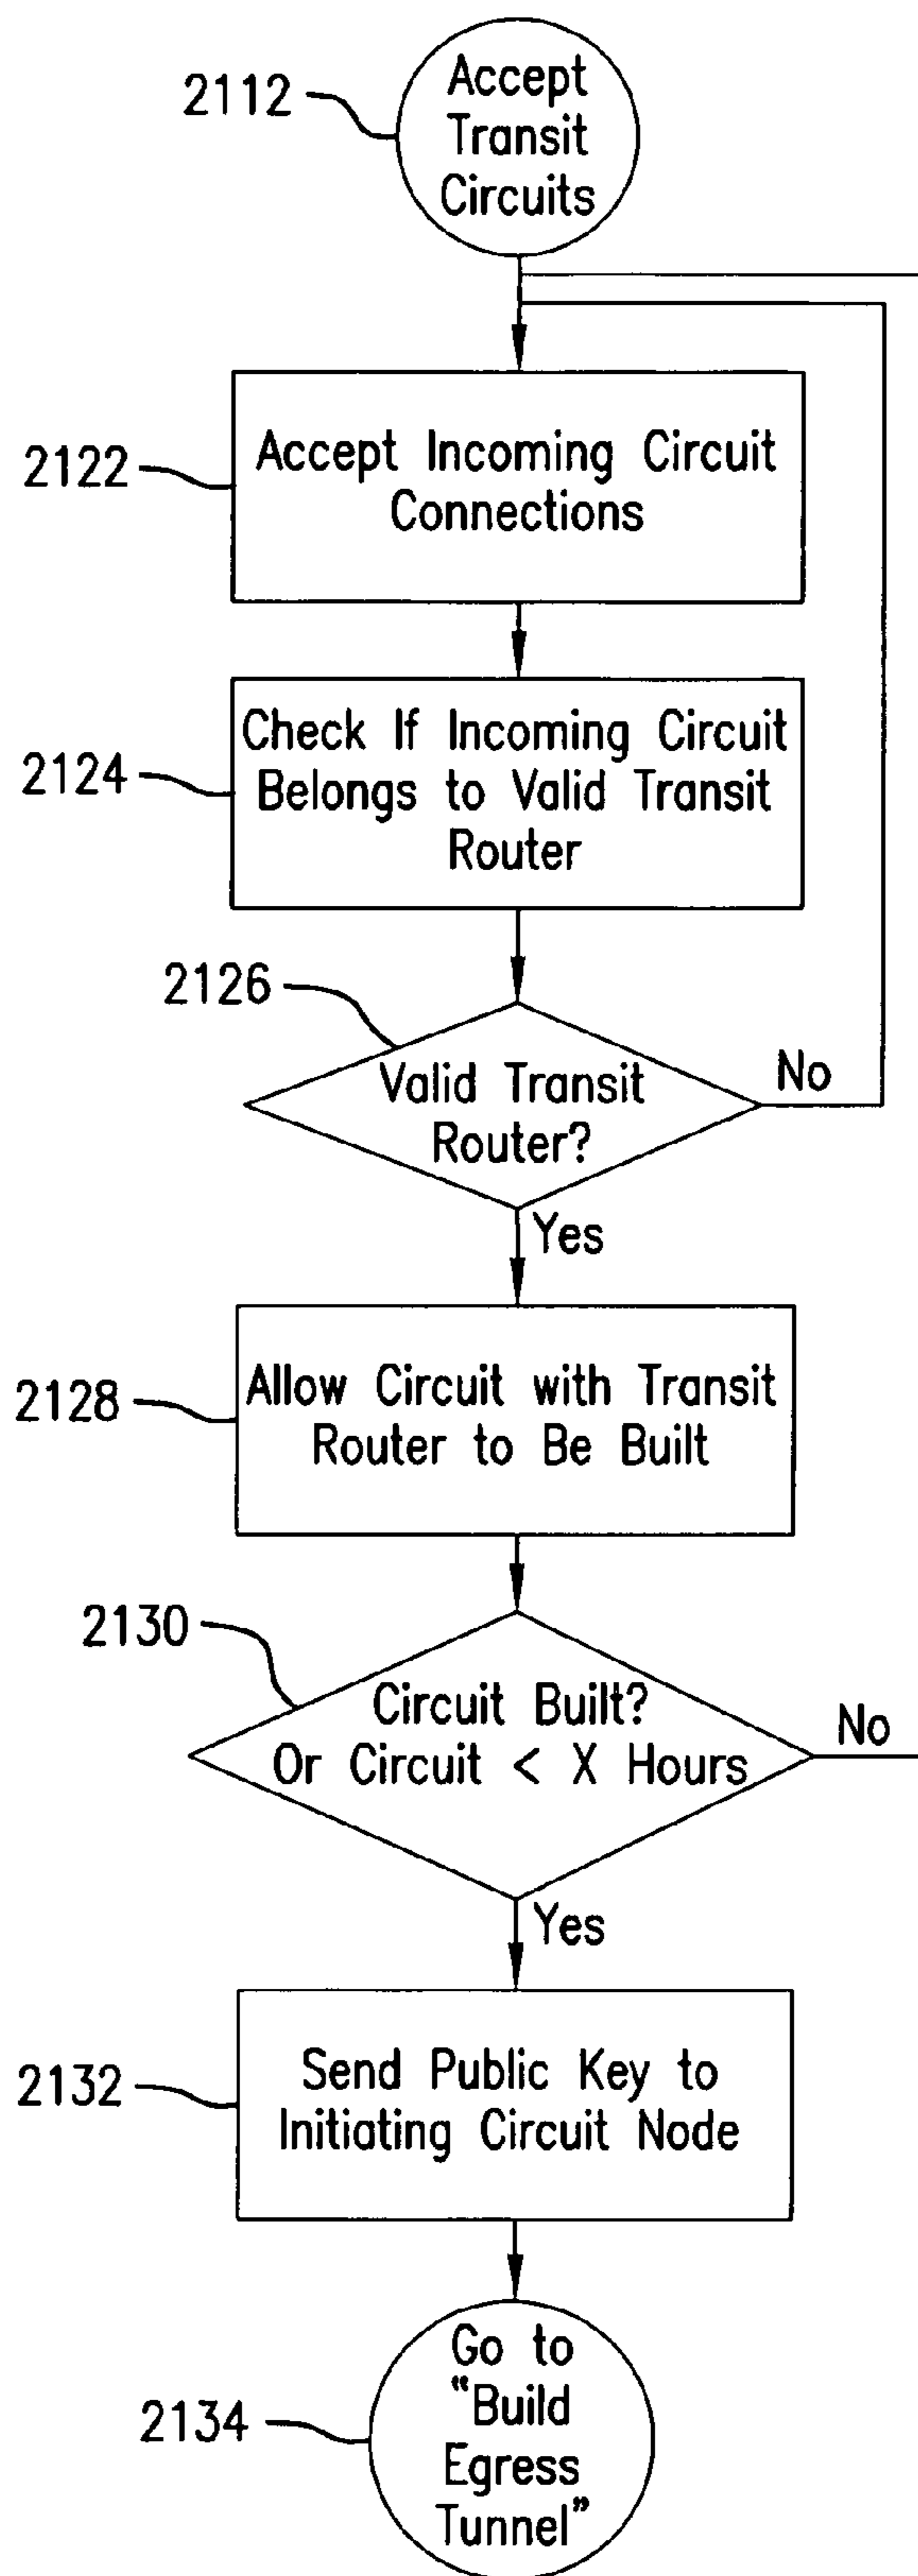 2112
Accept
Transit
Circuits
2122
Accept Incoming Circuit
Connections
2124
Check If Incoming Circuit
Belongs to Valid Transit
Router
2126
Valid Transit
Router?
No
Yes
2128
Allow Circuit with Transit
Router to Be Built
2130
Circuit Built?
Or Circuit < X Hours
No
Yes
2132
Send Public Key to
Initiating Circuit Node
2134
Go to
"Build
Egress
Tunnel"